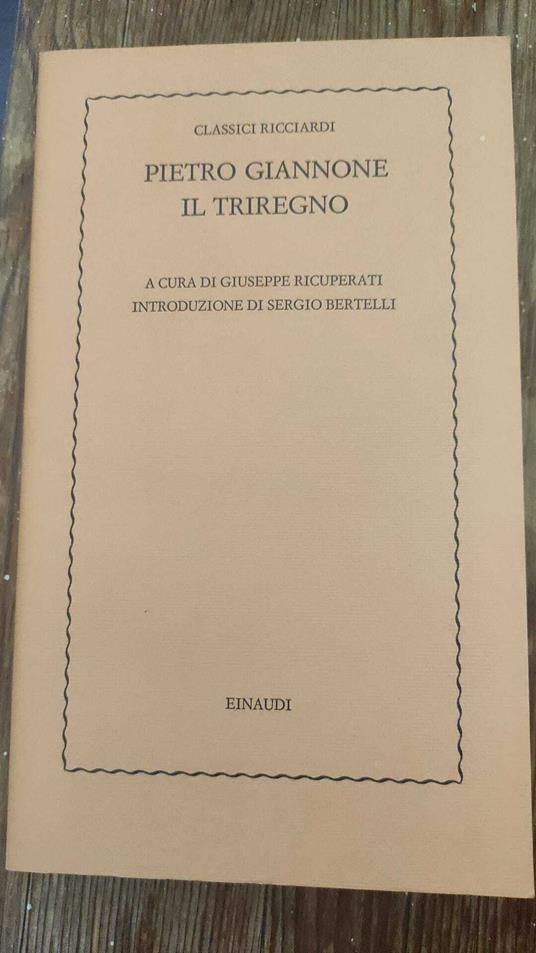 CLASSICI RICCIARDI
PIETRO GIANNONE
IL TRIREGNO
A CURA DI GIUSEPPE RICUPERATI
INTRODUZIONE DI SERGIO BERTELLI
EINAUDI